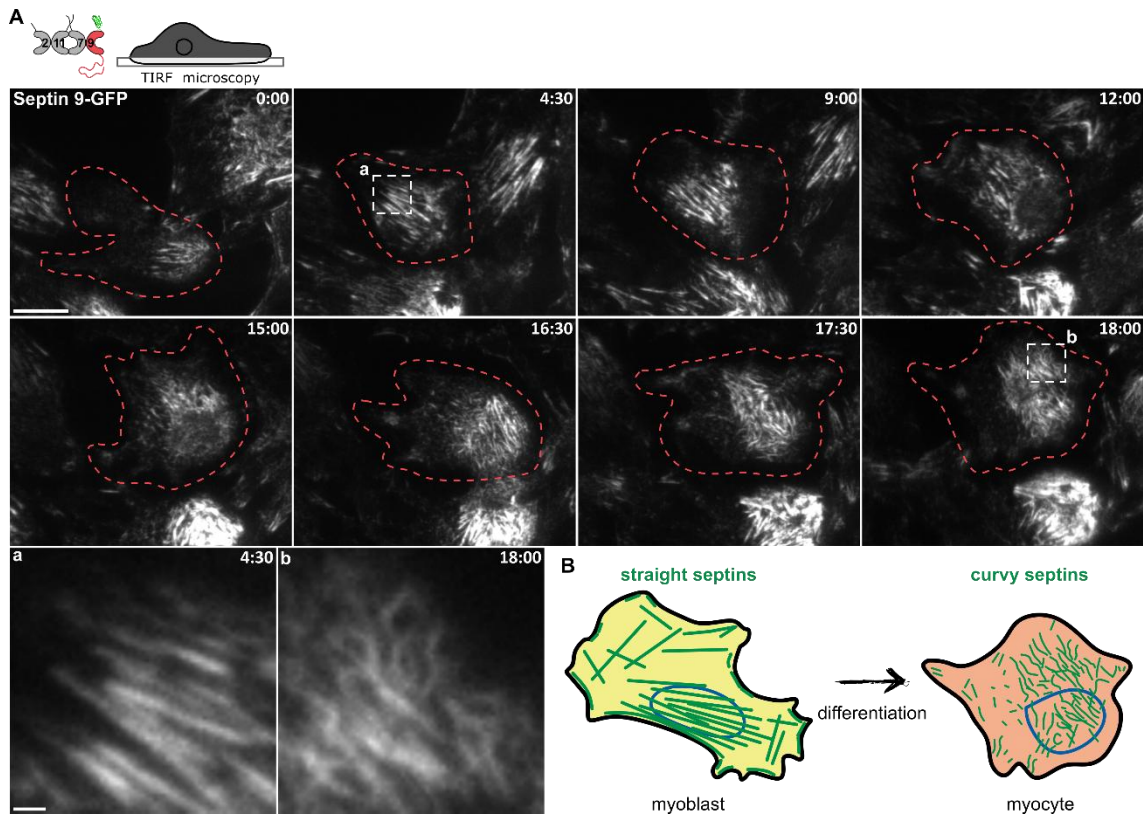 A
2 11 7 9
TIRF microscopy
Septin 9-GFP
0:00
4:30
9:00
12:00
a
15:00
16:30
17:30
18:00
b
a
4:30
b
18:00
B
straight septins
curvy septins
differentiation
myoblast
myocyte